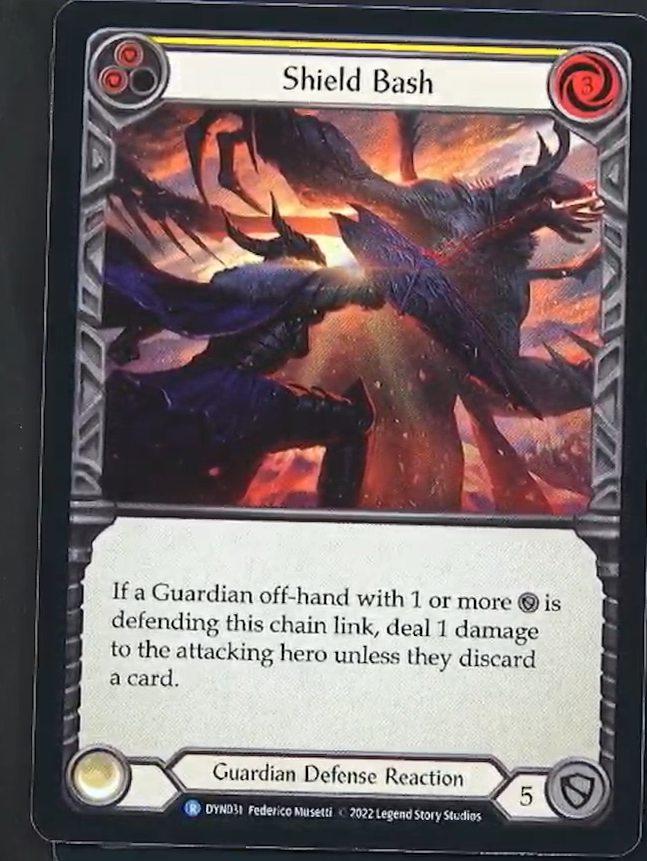 3
Shield Bash
If a Guardian off-hand with 1 or more is
defending this chain link, deal 1 damage
to the attacking hero unless they discard
a card.
Guardian Defense Reaction
5
R DYN031 Federico Musetti © 2022 Legend Story Studios